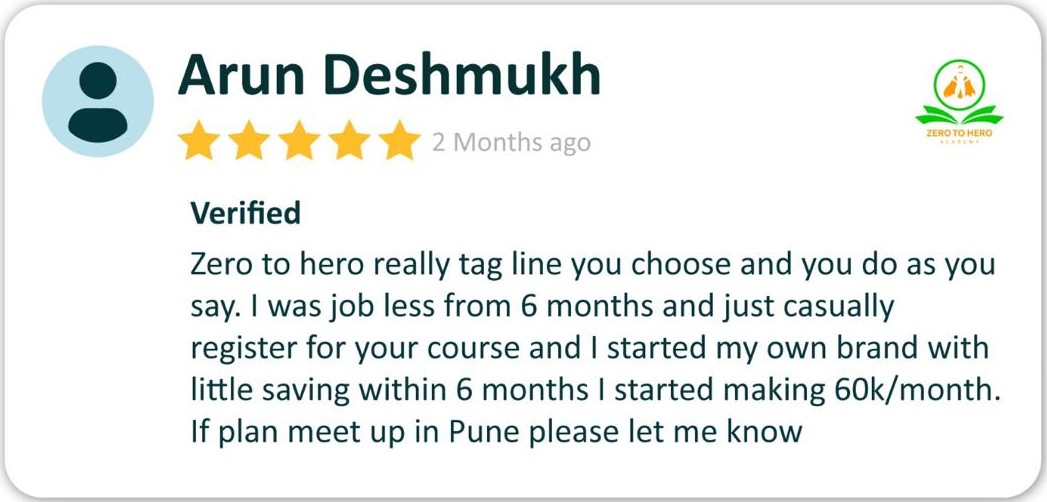 Arun Deshmukh
2 Months ago
ZERO TO HERO
ACADEMY
Verified
Zero to hero really tag line you choose and you do as you
say. I was job less from 6 months and just casually
register for your course and I started my own brand with
little saving within 6 months I started making 60k/month.
If plan meet up in Pune please let me know